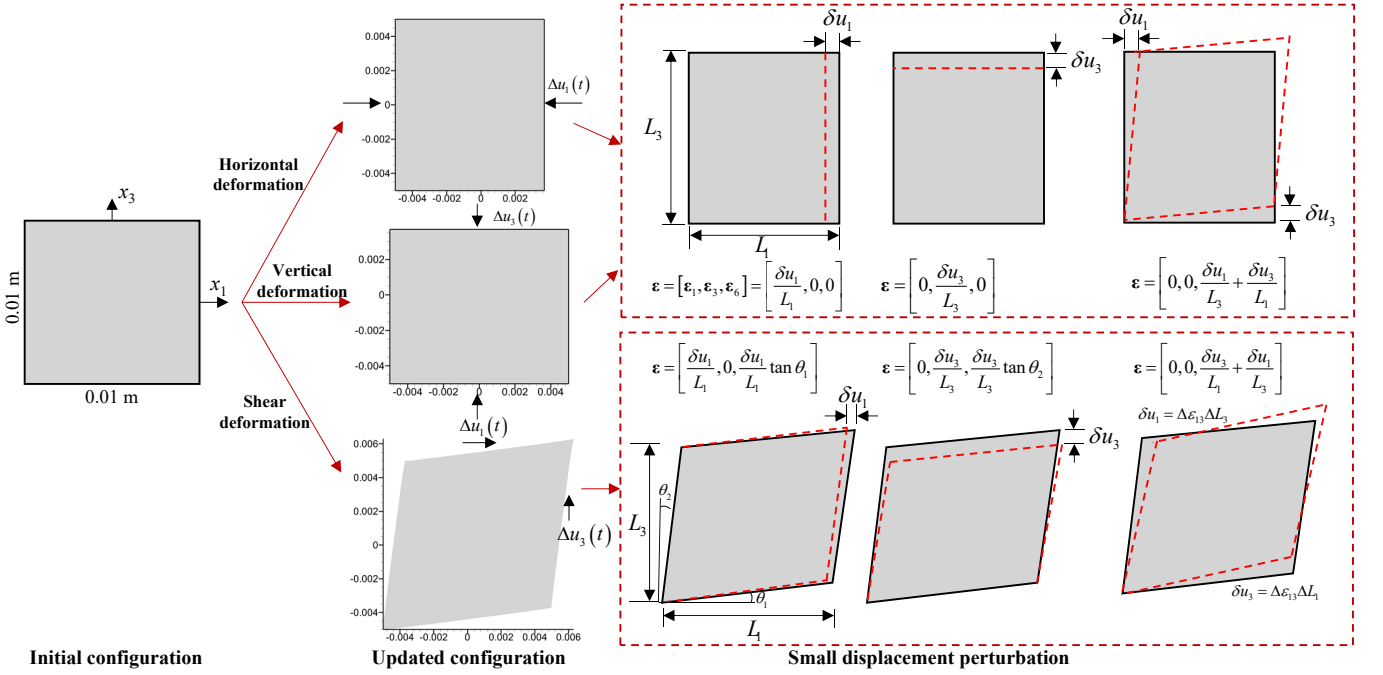 x₃
x₁
0.01 m
0.01 m
Initial configuration
Horizontal
deformation
Vertical
deformation
Shear
deformation
0.004
0.002
0
-0.002
-0.004
-0.004 -0.002 0 0.002
Δu₁(t)
Δu₃(t)
0.002
0
-0.002
-0.004
-0.004 -0.002 0 0.002 0.004
Δu₁(t)
0.006
0.004
0.002
0
-0.002
-0.004
-0.004 -0.002 0 0.002 0.004 0.006
Δu₃(t)
Updated configuration
δu₁
L₃
L₁
ε = [ε₁, ε₃, ε₆] = [δu₁/L₁, 0, 0]
δu₃
ε = [0, δu₃/L₃, 0]
δu₁
δu₃
ε = [0, 0, δu₁/L₃ + δu₃/L₁]
ε = [δu₁/L₁, 0, δu₁/L₁ tan θ₁]
δu₁
θ₂
L₃
θ₁
L₁
ε = [0, δu₃/L₃, δu₃/L₃ tan θ₂]
δu₃
ε = [0, 0, δu₃/L₁ + δu₁/L₃]
δu₁ = Δε₁₃ΔL₃
δu₃ = Δε₁₃ΔL₁
Small displacement perturbation